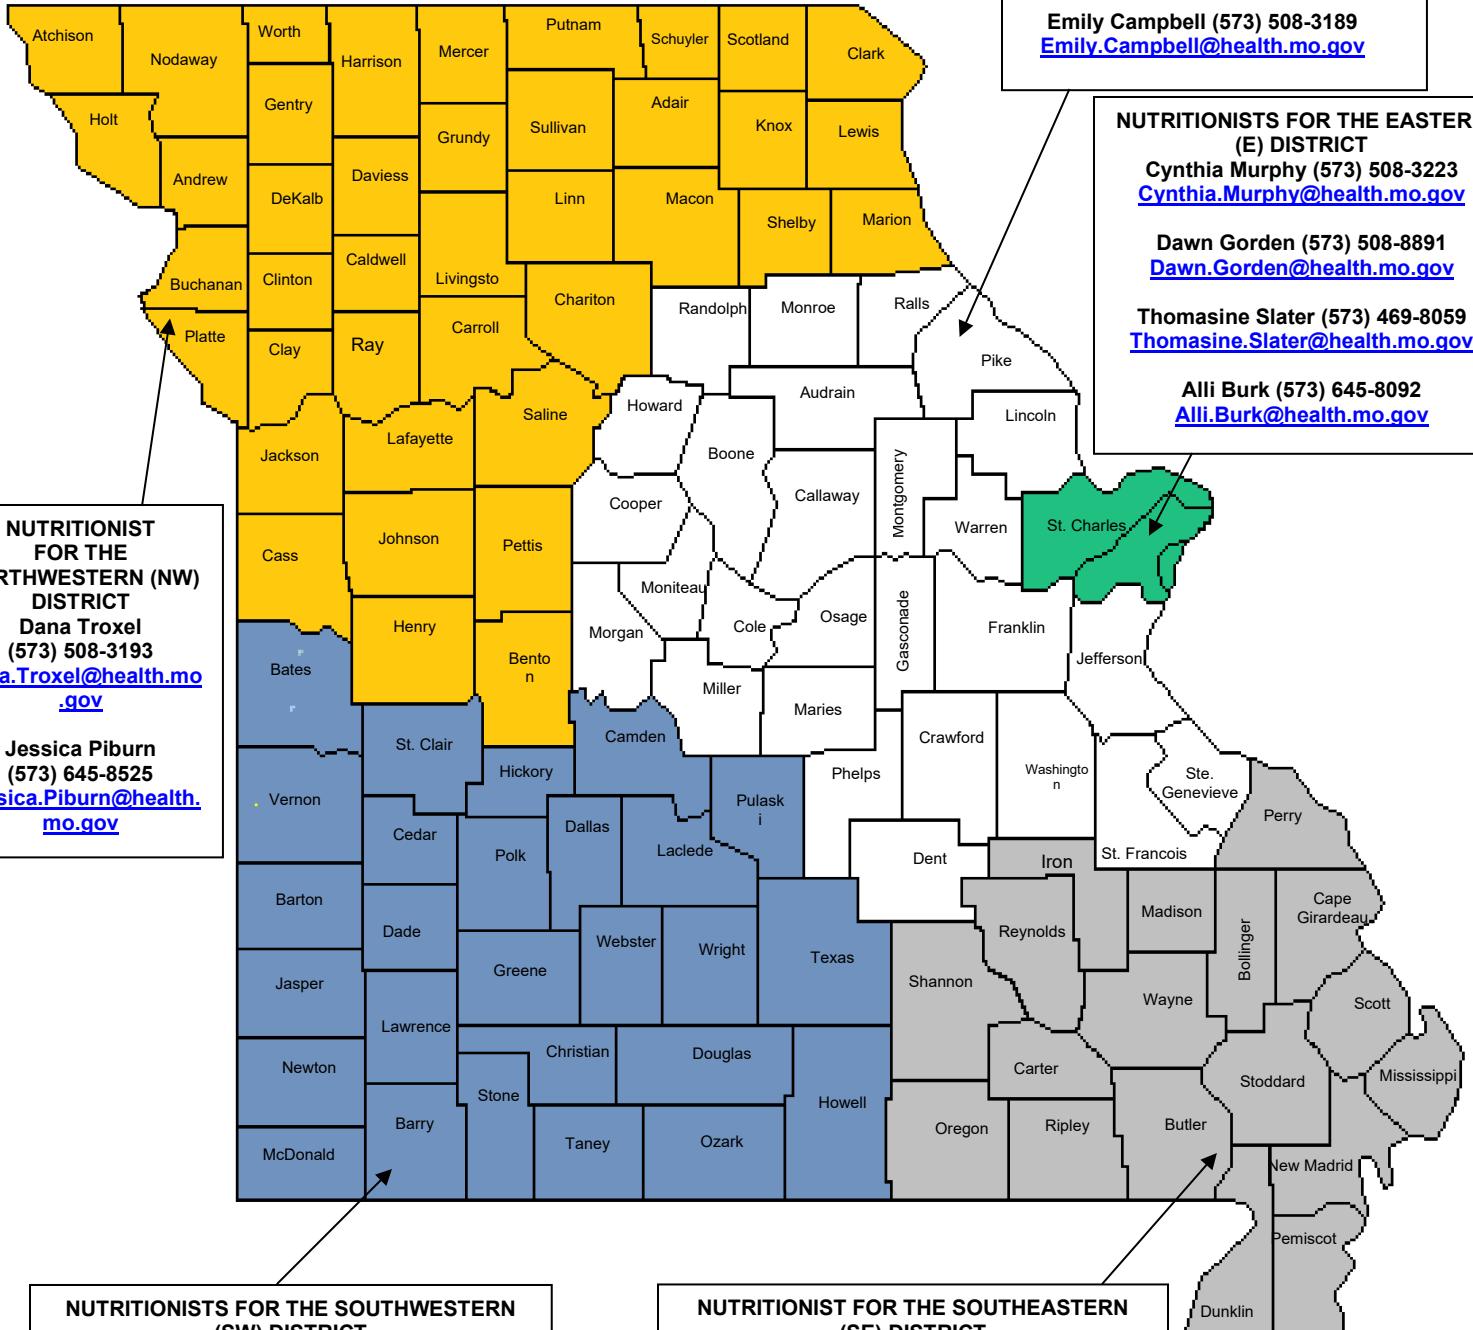 Emily Campbell (573) 508-3189
Emily.Campbell@health.mo.gov
NUTRITIONISTS FOR THE EASTER
(E) DISTRICT
Cynthia Murphy (573) 508-3223
Cynthia.Murphy@health.mo.gov
Dawn Gorden (573) 508-8891
Dawn.Gorden@health.mo.gov
Thomasine Slater (573) 469-8059
Thomasine.Slater@health.mo.gov
Alli Burk (573) 645-8092
Alli.Burk@health.mo.gov
Atchison
Nodaway
Worth
Harrison
Mercer
Putnam
Schuyler
Scotland
Clark
Holt
Gentry
Grundy
Sullivan
Adair
Knox
Lewis
Andrew
DeKalb
Daviess
Linn
Macon
Shelby
Marion
Buchanan
Clinton
Caldwell
Livingsto
Chariton
Randolph
Monroe
Ralls
Platte
Clay
Ray
Carroll
Pike
Howard
Audrain
Lincoln
Saline
Lafayette
Jackson
Boone
Cooper
Callaway
Montgomery
Warren
St. Charles
Cass
Johnson
Pettis
Moniteau
Morgan
Cole
Osage
Gasconade
Franklin
Jefferson
Henry
Bento
n
Bates
Miller
Maries
St. Clair
Camden
Hickory
Crawford
Washingto
n
Ste.
Genevieve
Vernon
Pulask
i
Phelps
Perry
Cedar
Polk
Dallas
Laclede
Dent
Iron
St. Francois
Barton
Dade
Webster
Wright
Texas
Reynolds
Madison
Bollinger
Cape
Girardeau
Greene
Jasper
Shannon
Wayne
Scott
Lawrence
Christian
Douglas
Newton
Stone
Howell
Carter
Stoddard
Mississippi
Barry
Taney
Ozark
Oregon
Ripley
Butler
McDonald
New Madrid
Pemiscot
Dunklin
NUTRITIONIST
FOR THE
RTHWESTERN (NW)
DISTRICT
Dana Troxel
(573) 508-3193
a.Troxel@health.mo
.gov
Jessica Piburn
(573) 645-8525
sica.Piburn@health.
mo.gov
NUTRITIONISTS FOR THE SOUTHWESTERN
(SW) DISTRICT
NUTRITIONIST FOR THE SOUTHEASTERN
(SE) DISTRICT